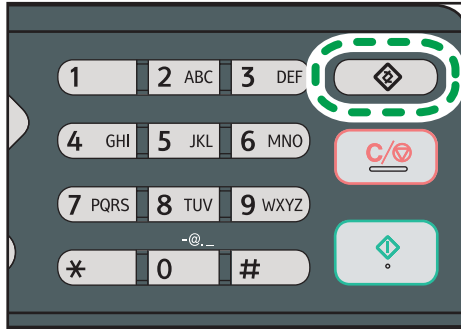 1 2 ABC 3 DEF
4 GHI 5 JKL 6 MNO C/
7 PQRS 8 TUV 9 WXYZ
-@._
* 0 #